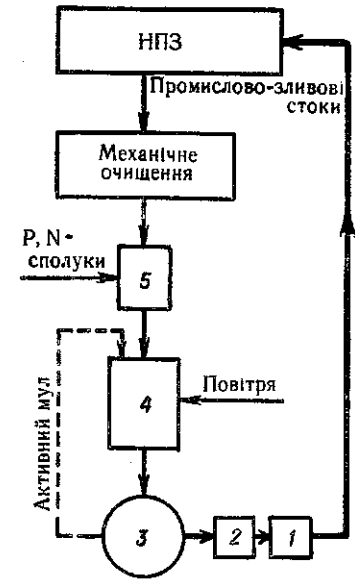 НПЗ
Промислово-зливові
стоки
Механічне
очищення
P, N-
сполуки
5
4
Повітря
Активний мул
3
2
1